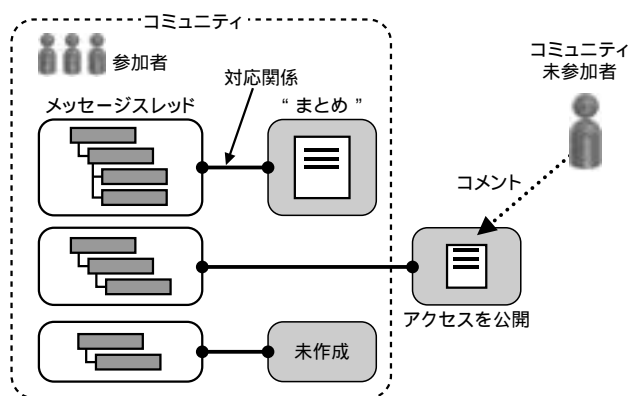 コミュニティ
参加者
コミュニティ
未参加者
対応関係
メッセージスレッド
“ まとめ ”
コメント
アクセスを公開
未作成